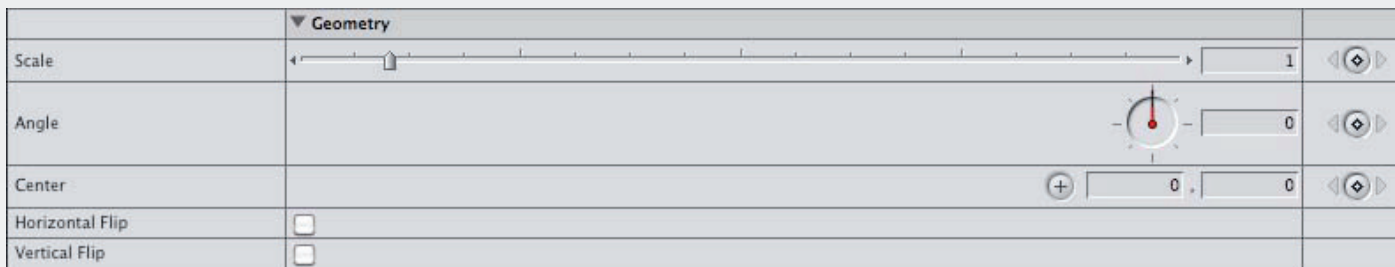 Geometry
Scale 1
Angle 0
Center 0 , 0
Horizontal Flip
Vertical Flip